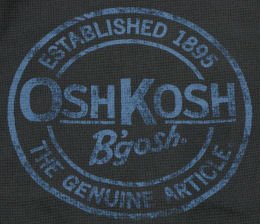 ESTABLISHED 1895
OSHKOSH
B'gosh.
THE GENUINE ARTICLE